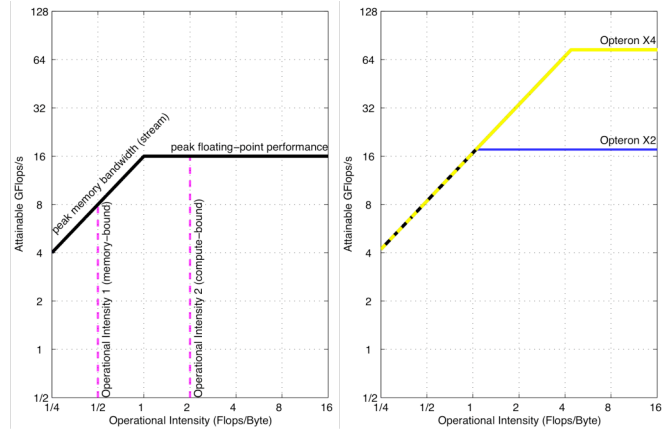 128
64
32
16
8
4
2
1
1/2
Attainable GFlops/s
peak memory bandwidth (stream)
peak floating−point performance
Operational Intensity 1 (memory−bound)
Operational Intensity 2 (compute−bound)
1/4 1/2 1 2 4 8 16
Operational Intensity (Flops/Byte)
128
64
32
16
8
4
2
1
1/2
Attainable GFlops/s
Opteron X4
Opteron X2
1/4 1/2 1 2 4 8 16
Operational Intensity (Flops/Byte)